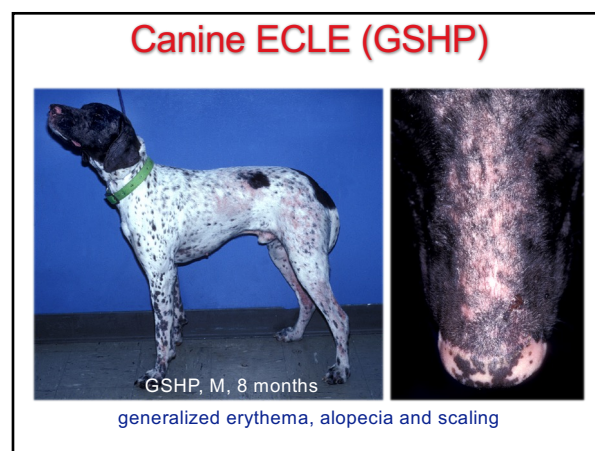 Canine ECLE (GSHP)
GSHP, M, 8 months
generalized erythema, alopecia and scaling